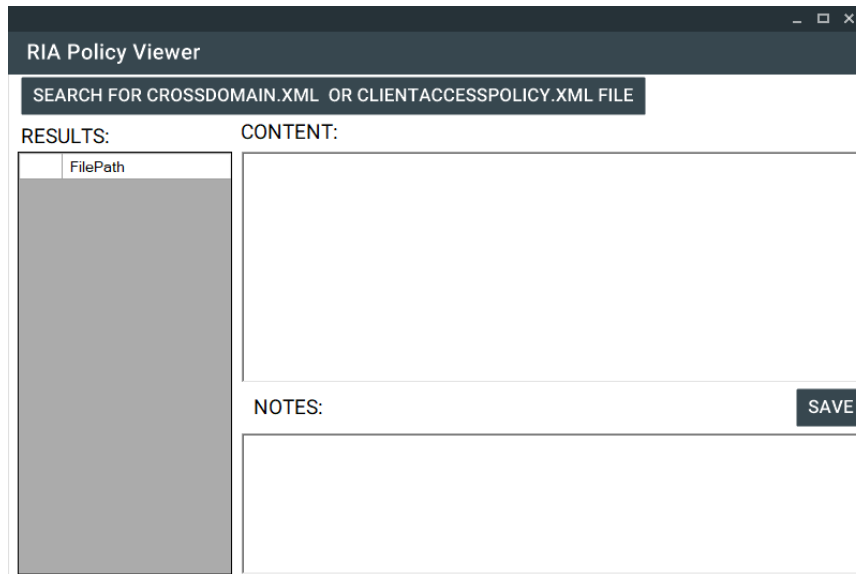 RIA Policy Viewer
SEARCH FOR CROSSDOMAIN.XML  OR CLIENTACCESSPOLICY.XML FILE
RESULTS:
CONTENT:
FilePath
NOTES:
SAVE